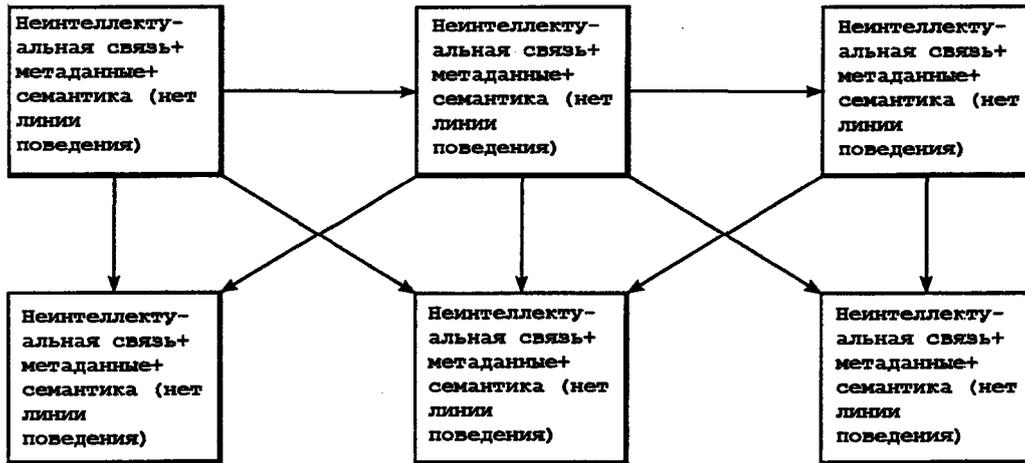 Неинтеллекту-
альная связь+
метаданные+
семантика (нет
линии
поведения)
Неинтеллекту-
альная связь+
метаданные+
семантика (нет
линии
поведения)
Неинтеллекту-
альная связь+
метаданные+
семантика (нет
линии
поведения)
Неинтеллекту-
альная связь+
метаданные+
семантика (нет
линии
поведения)
Неинтеллекту-
альная связь+
метаданные+
семантика (нет
линии
поведения)
Неинтеллекту-
альная связь+
метаданные+
семантика (нет
линии
поведения)